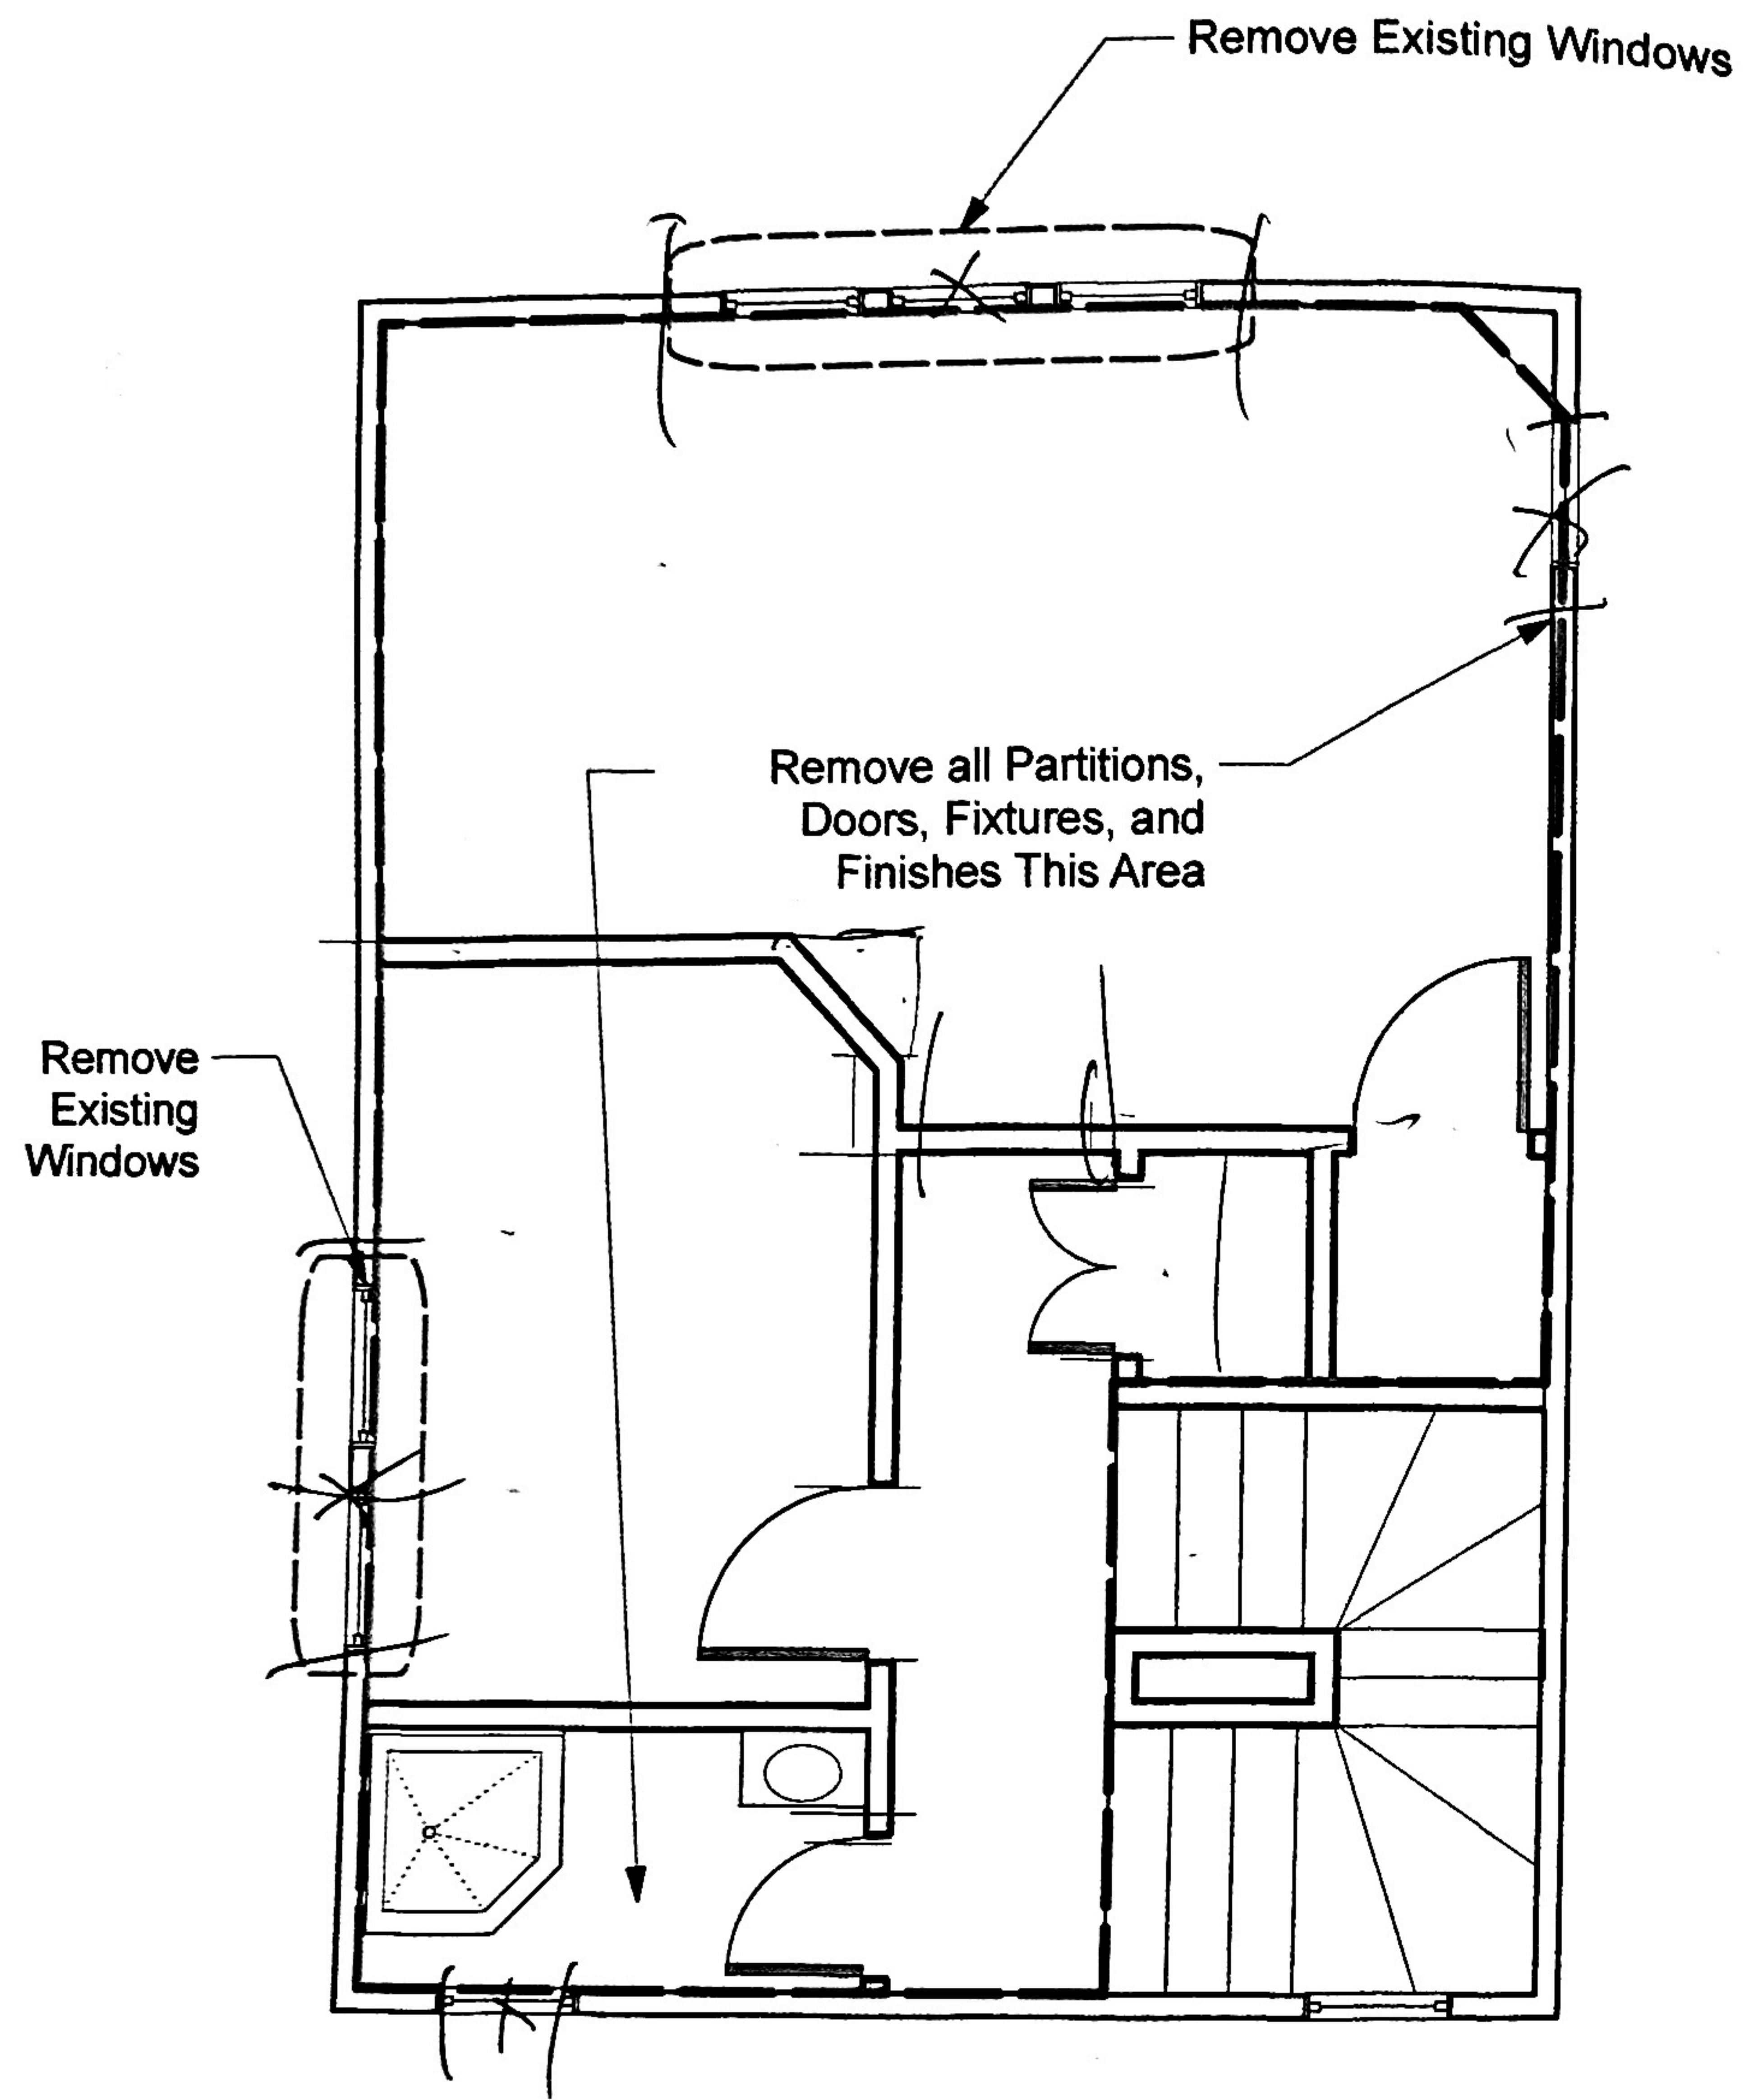 Remove Existing Windows
Remove all Partitions,
Doors, Fixtures, and
Finishes This Area
Remove
Existing
Windows